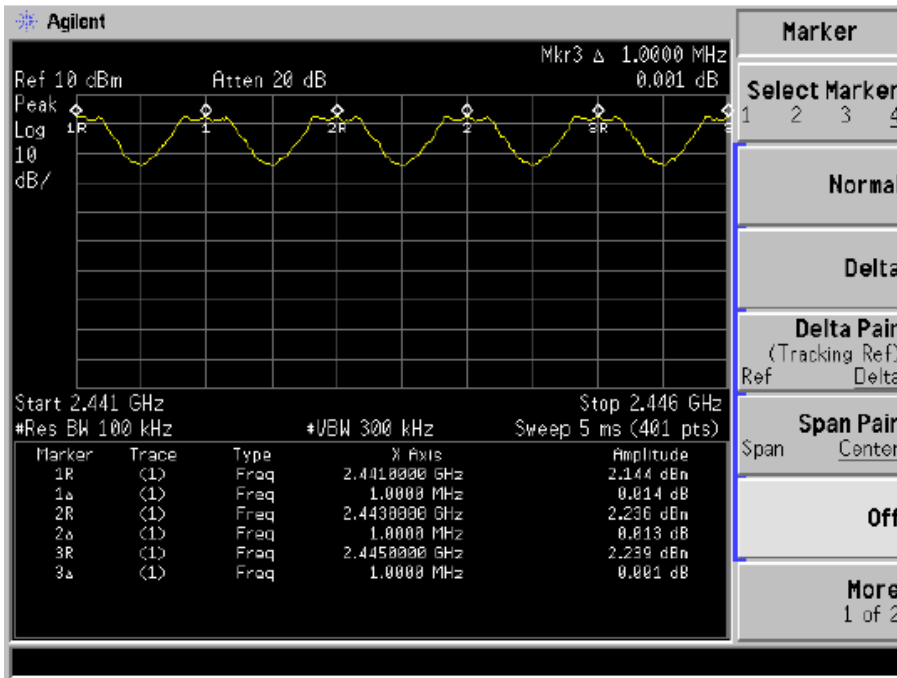 Agilent
Marker
Mkr3 Δ 1.0000 MHz
Ref 10 dBm Atten 20 dB 0.001 dB
Peak
Log
10
dB/
1R 1 2R 2 3R 3
Start 2.441 GHz Stop 2.446 GHz
#Res BW 100 kHz #VBW 300 kHz Sweep 5 ms (401 pts)
Marker Trace Type X Axis Amplitude
1R (1) Freq 2.4410000 GHz 2.144 dBm
1Δ (1) Freq 1.0000 MHz 0.014 dB
2R (1) Freq 2.4430000 GHz 2.236 dBm
2Δ (1) Freq 1.0000 MHz 0.013 dB
3R (1) Freq 2.4450000 GHz 2.239 dBm
3Δ (1) Freq 1.0000 MHz 0.001 dB
Select Marker
1 2 3 4
Normal
Delta
Delta Pair
(Tracking Ref)
Ref Delta
Span Pair
Span Center
Off
More
1 of 2